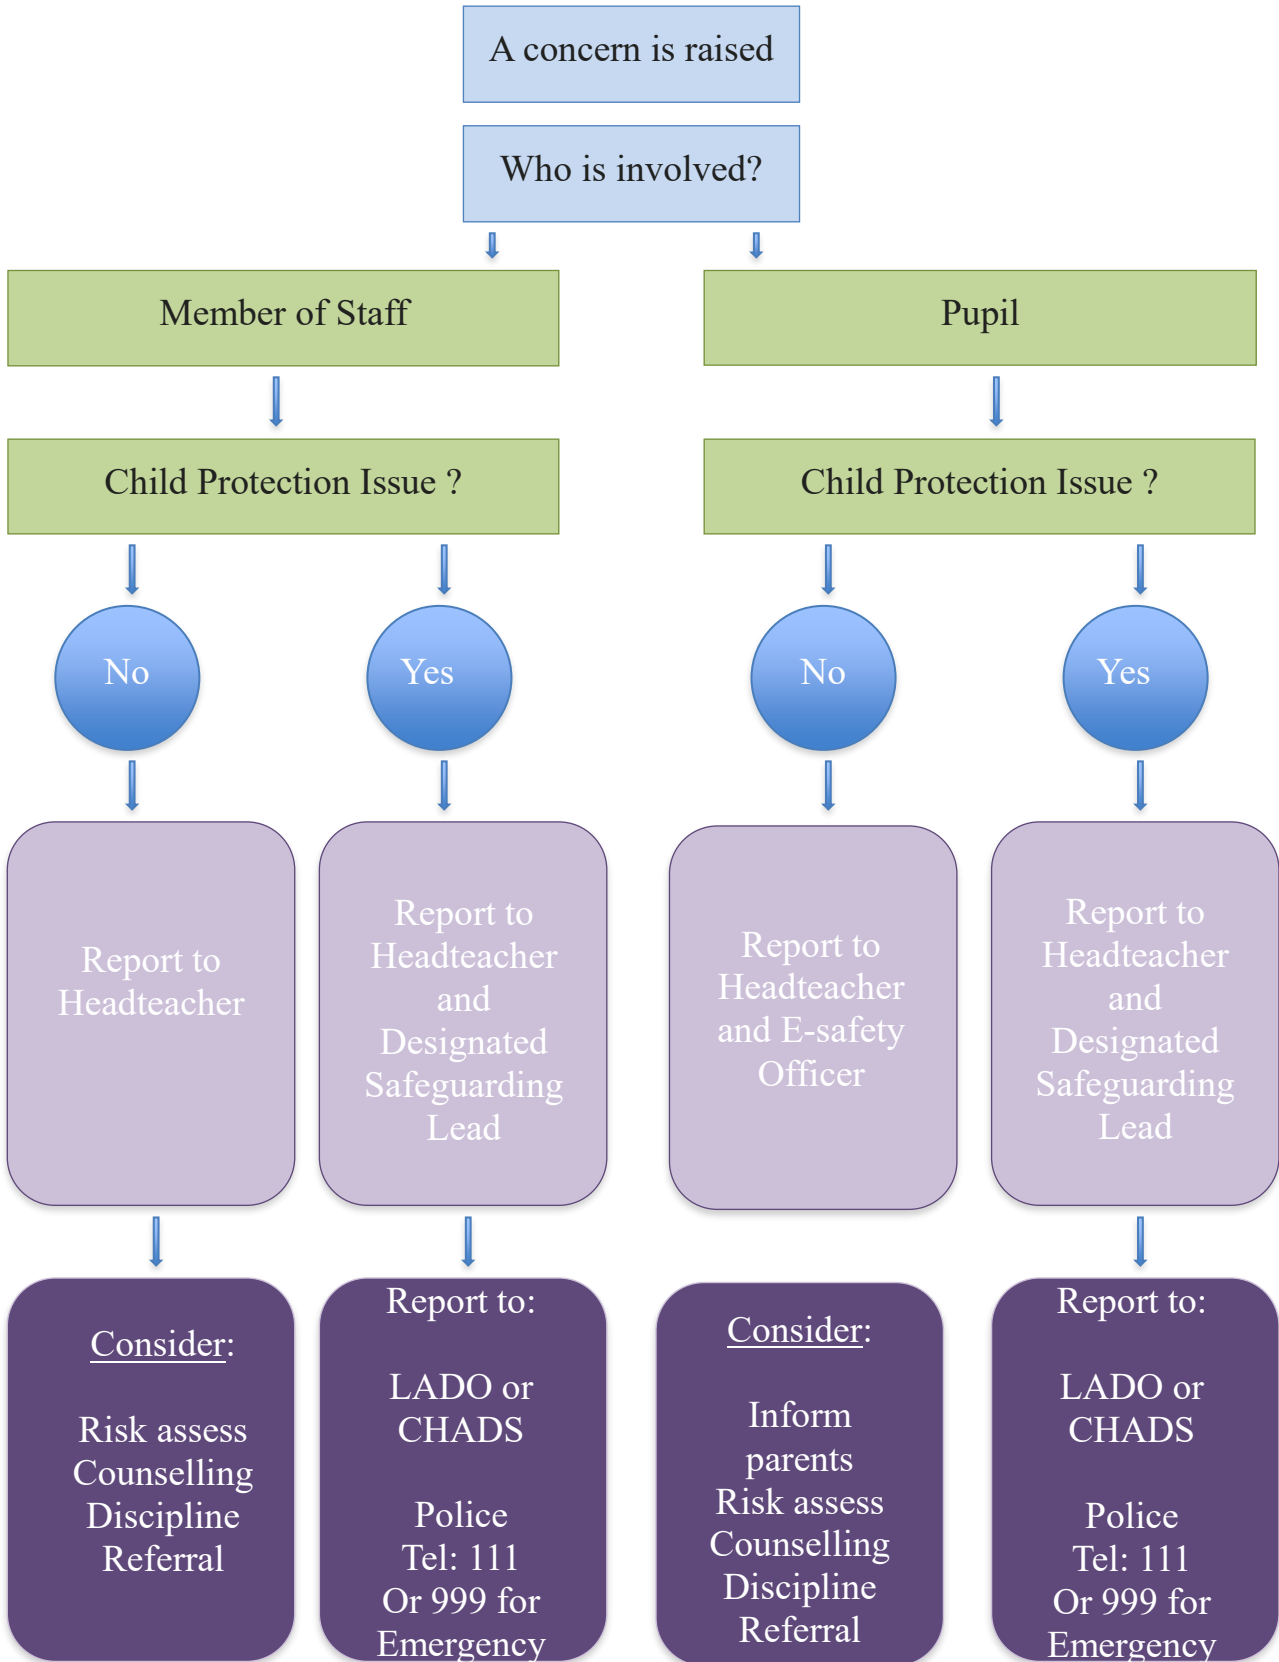 A concern is raised
Who is involved?
Member of Staff
Pupil
Child Protection Issue ?
Child Protection Issue ?
No
Yes
No
Yes
Report to
Headteacher
Report to
Headteacher
and
Designated
Safeguarding
Lead
Report to
Headteacher
and E-safety
Officer
Report to
Headteacher
and
Designated
Safeguarding
Lead
Consider:
Risk assess
Counselling
Discipline
Referral
Report to:
LADO or
CHADS
Police
Tel: 111
Or 999 for
Emergency
Consider:
Inform
parents
Risk assess
Counselling
Discipline
Referral
Report to:
LADO or
CHADS
Police
Tel: 111
Or 999 for
Emergency